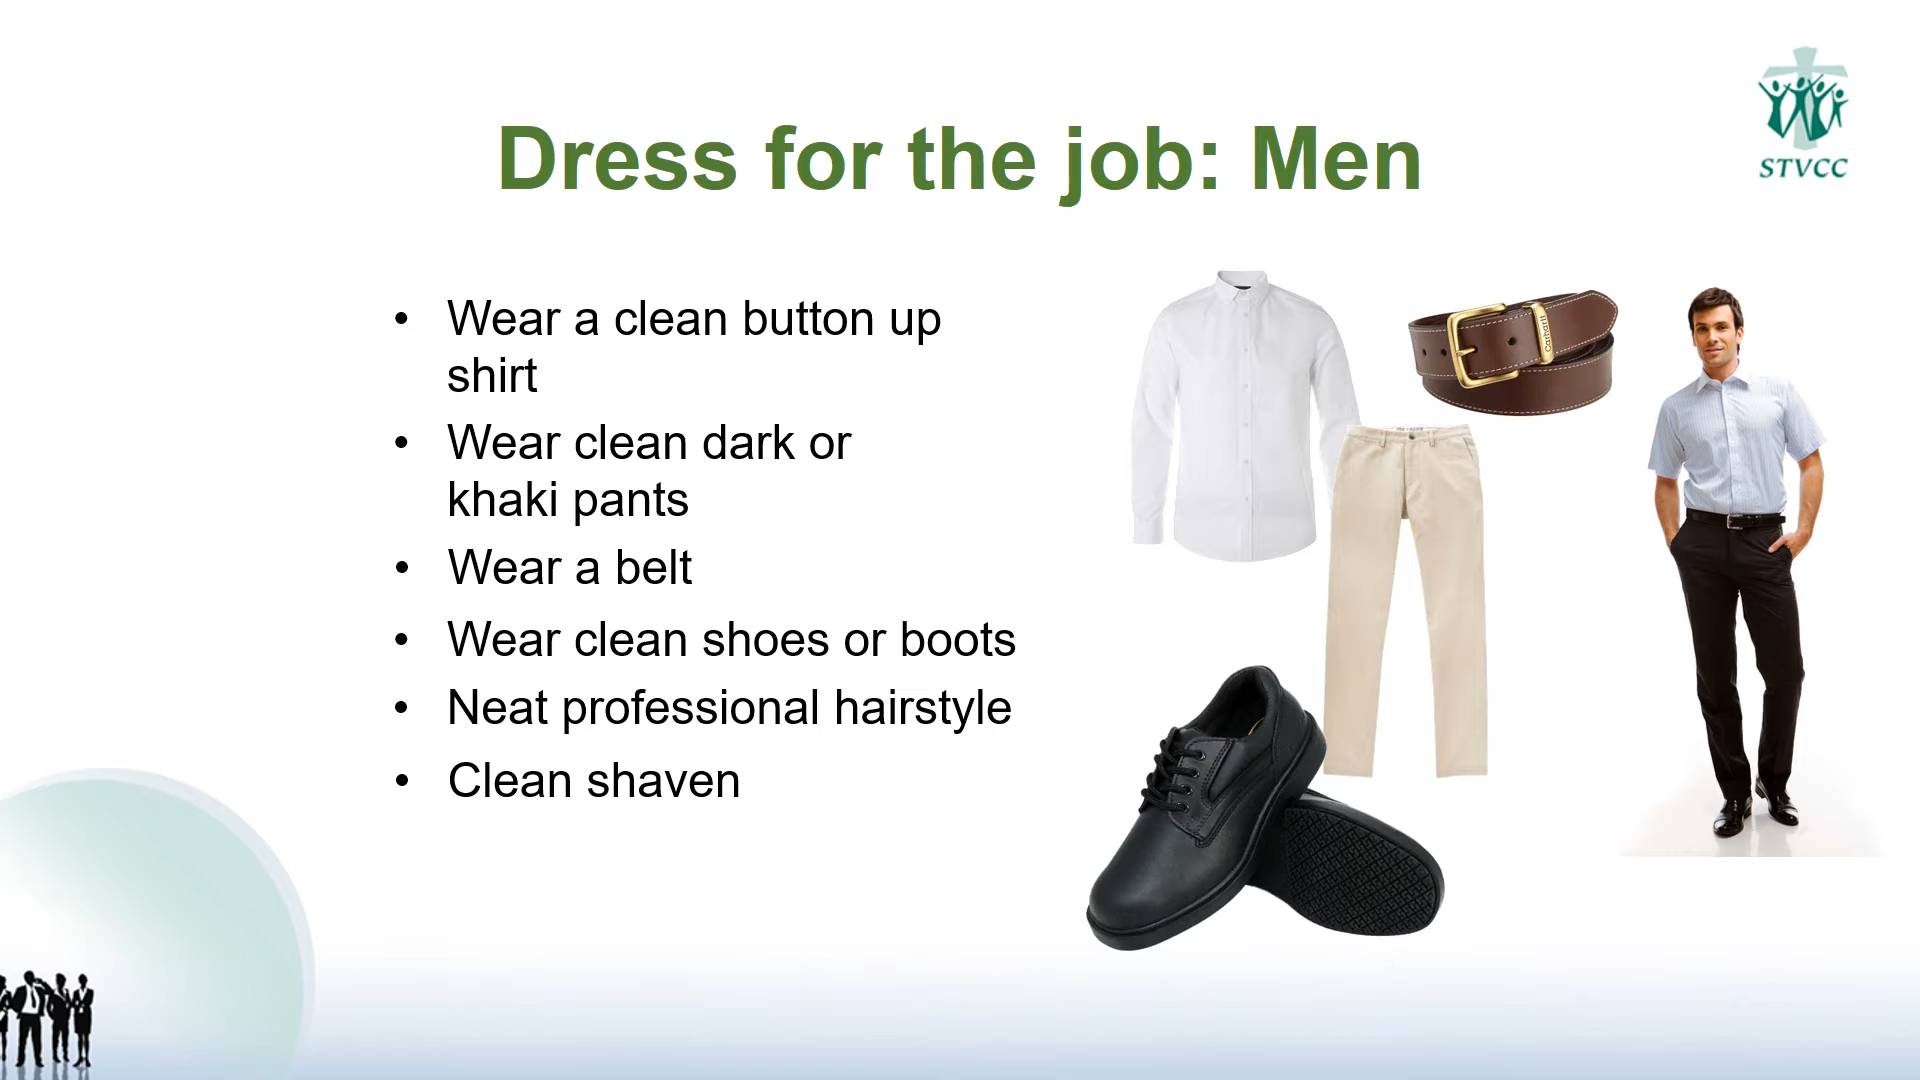 STVCC
Dress for the job: Men
• Wear a clean button up
shirt
• Wear clean dark or
khaki pants
• Wear a belt
• Wear clean shoes or boots
• Neat professional hairstyle
• Clean shaven
Carhartt